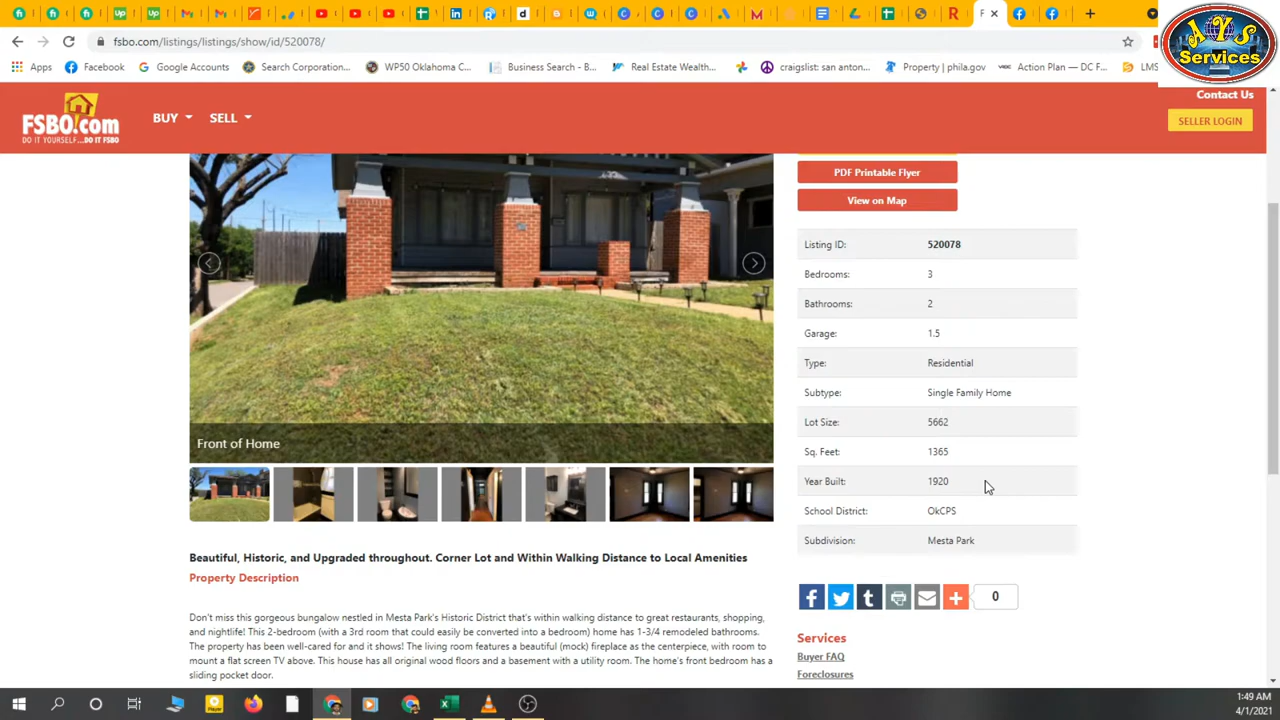 fsbo.com/listings/listings/show/id/520078/
Apps Facebook Google Accounts Search Corporation... WP50 Oklahoma C... Business Search - B... Real Estate Wealth... craigslist: san anton... Property | phila.gov Action Plan — DC F... LMS
AYS
Services
Contact Us
FSBO.com
DO IT YOURSELF...DO IT FSBO
BUY SELL
SELLER LOGIN
PDF Printable Flyer
View on Map
Listing ID: 520078
Bedrooms: 3
Bathrooms: 2
Garage: 1.5
Type: Residential
Subtype: Single Family Home
Lot Size: 5662
Sq. Feet: 1365
Year Built: 1920
School District: OkCPS
Subdivision: Mesta Park
Front of Home
Beautiful, Historic, and Upgraded throughout. Corner Lot and Within Walking Distance to Local Amenities
Property Description
Don't miss this gorgeous bungalow nestled in Mesta Park's Historic District that's within walking distance to great restaurants, shopping,
and nightlife! This 2-bedroom (with a 3rd room that could easily be converted into a bedroom) home has 1-3/4 remodeled bathrooms.
The property has been well-cared for and it shows! The living room features a beautiful (mock) fireplace as the centerpiece, with room to
mount a flat screen TV above. This house has all original wood floors and a basement with a utility room. The home's front bedroom has a
sliding pocket door.
0
Services
Buyer FAQ
Foreclosures
1:49 AM
4/1/2021